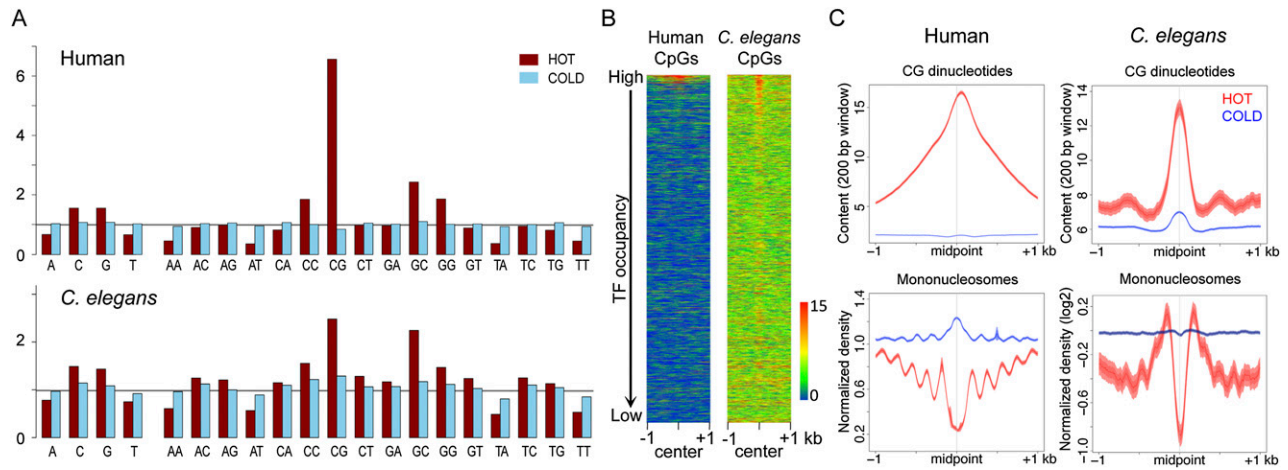 A
Human
HOT
COLD
6
4
2
0
A C G T AA AC AG AT CA CC CG CT GA GC GG GT TA TC TG TT
C. elegans
2
1
0
A C G T AA AC AG AT CA CC CG CT GA GC GG GT TA TC TG TT
B
Human C. elegans
CpGs CpGs
High
TF occupancy
Low
15
0
-1 +1 -1 +1 kb
center center
C
Human
CG dinucleotides
Content (200 bp window)
15
10
5
−1 midpoint +1 kb
C. elegans
CG dinucleotides
HOT
COLD
Content (200 bp window)
14
12
10
8
6
−1 midpoint +1 kb
Mononucleosomes
Normalized density
1.4
1.0
0.6
0.2
−1 midpoint +1 kb
Mononucleosomes
Normalized density (log2)
0.2
-0.2
-0.6
-1.0
−1 midpoint +1 kb